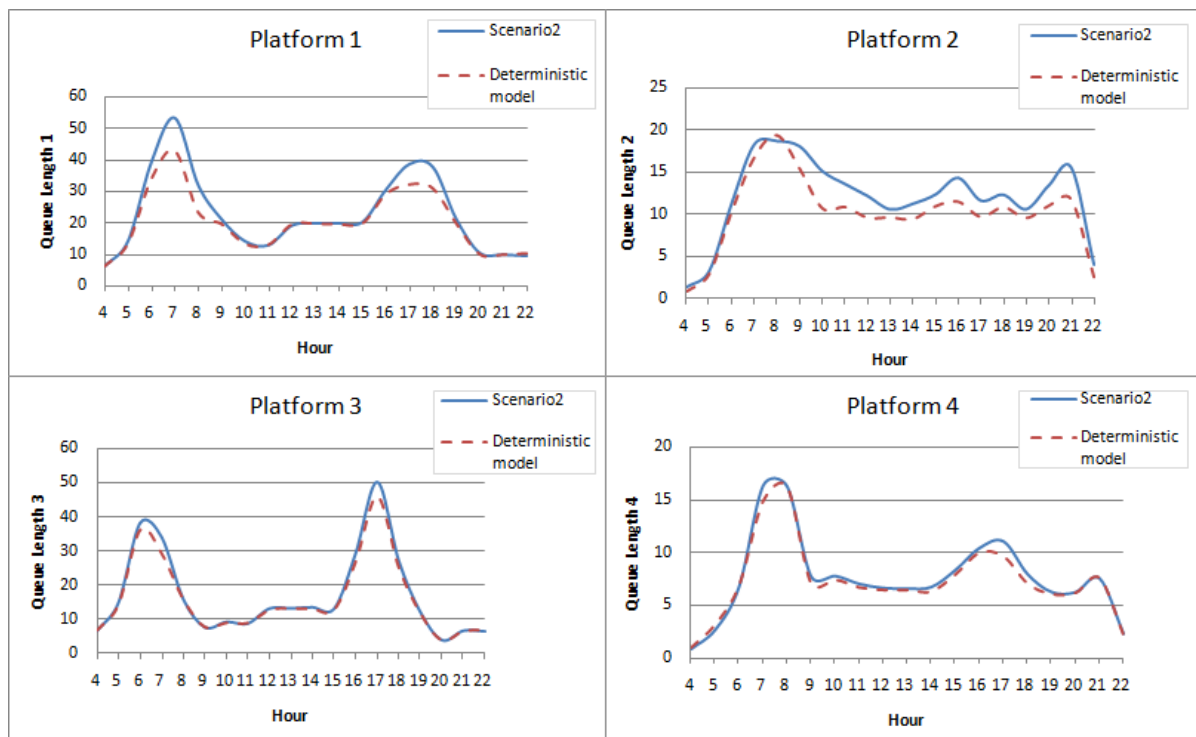 Platform 1
Scenario2
Deterministic
model
Queue Length 1
60
50
40
30
20
10
0
4 5 6 7 8 9 10 11 12 13 14 15 16 17 18 19 20 21 22
Hour
Platform 2
Scenario2
Deterministic
model
Queue Length 2
25
20
15
10
5
0
4 5 6 7 8 9 10 11 12 13 14 15 16 17 18 19 20 21 22
Hour
Platform 3
Scenario2
Deterministic
model
Queue Length 3
60
50
40
30
20
10
0
4 5 6 7 8 9 10 11 12 13 14 15 16 17 18 19 20 21 22
Hour
Platform 4
Scenario2
Deterministic
model
Queue Length 4
20
15
10
5
0
4 5 6 7 8 9 10 11 12 13 14 15 16 17 18 19 20 21 22
Hour